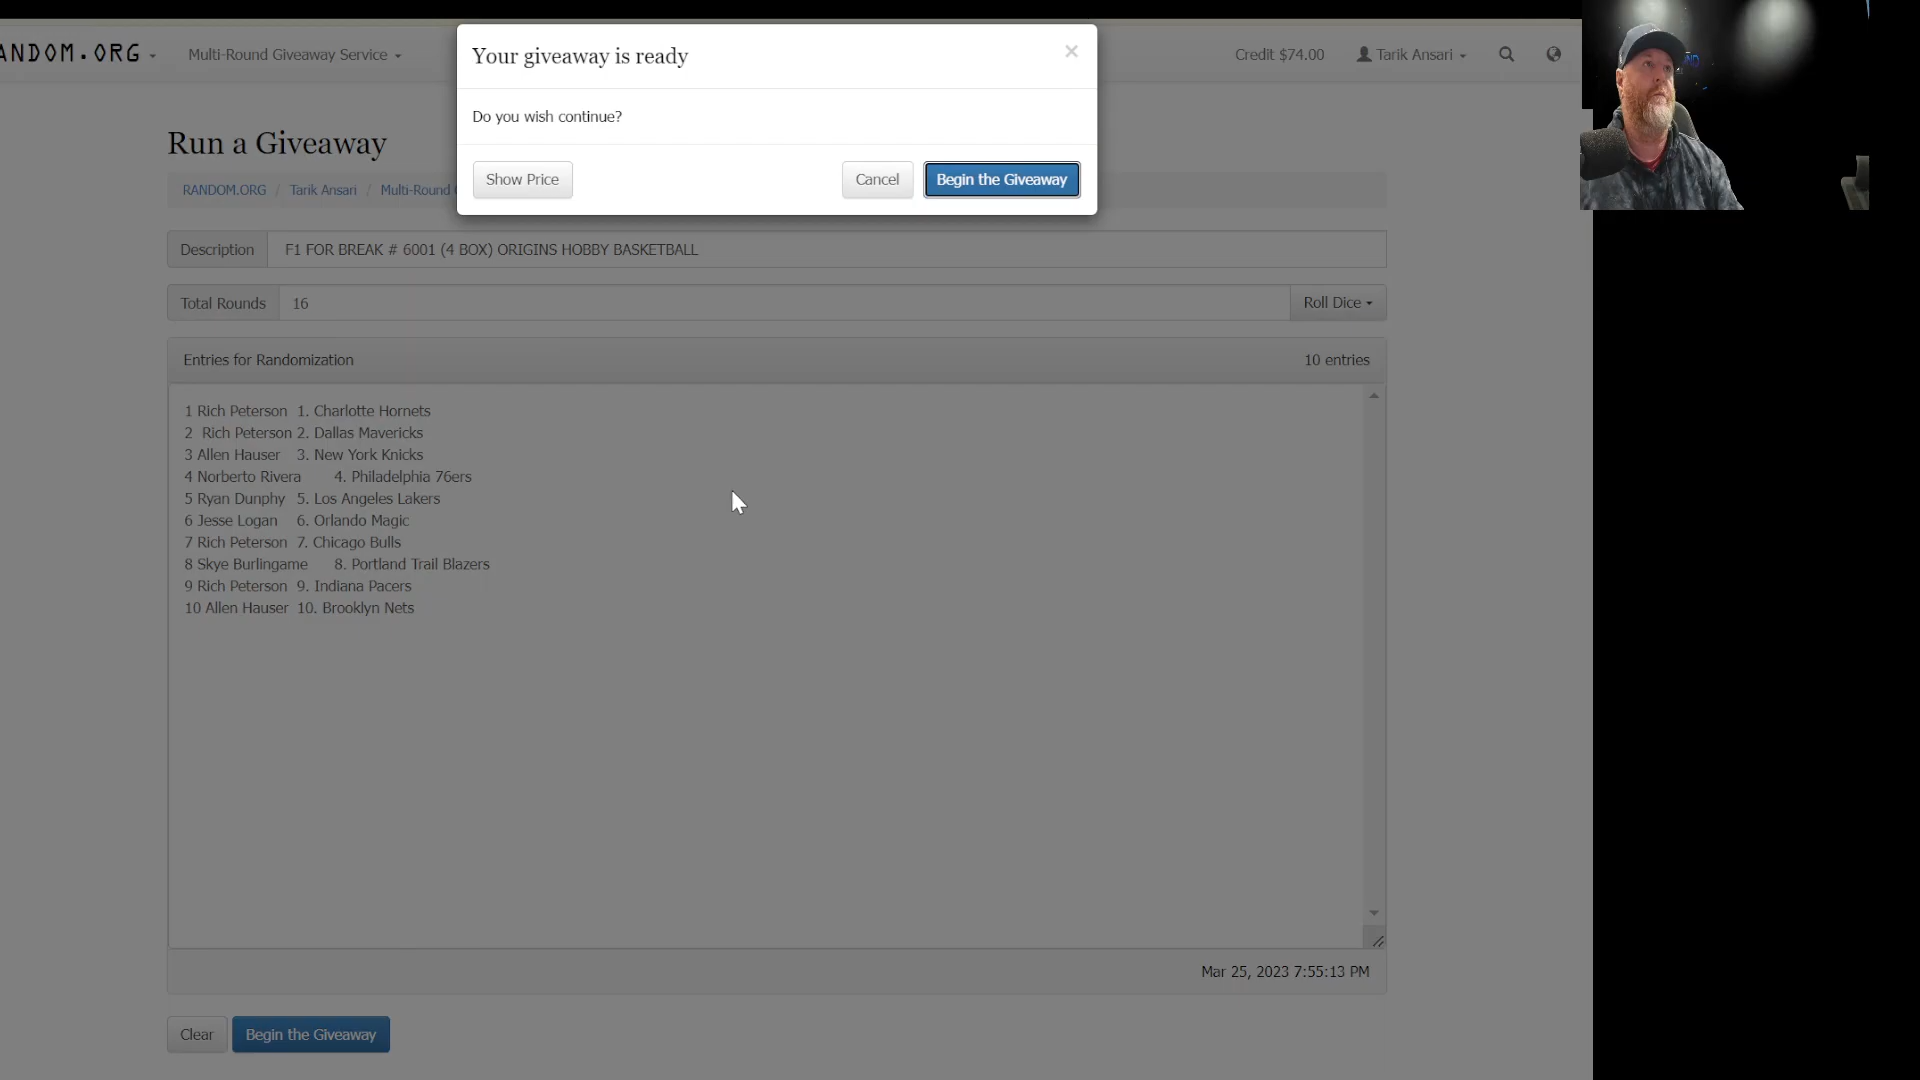 Your giveaway is ready
×
ANDOM.ORG
Multi-Round Giveaway Service
Credit $74.00
Tarik Ansari
Do you wish continue?
Show Price
Cancel
Begin the Giveaway
Run a Giveaway
RANDOM.ORG / Tarik Ansari / Multi-Round
Description
F1 FOR BREAK # 6001 (4 BOX) ORIGINS HOBBY BASKETBALL
Total Rounds
16
Roll Dice
Entries for Randomization
10 entries
1 Rich Peterson 1. Charlotte Hornets
2 Rich Peterson 2. Dallas Mavericks
3 Allen Hauser 3. New York Knicks
4 Norberto Rivera 4. Philadelphia 76ers
5 Ryan Dunphy 5. Los Angeles Lakers
6 Jesse Logan 6. Orlando Magic
7 Rich Peterson 7. Chicago Bulls
8 Skye Burlingame 8. Portland Trail Blazers
9 Rich Peterson 9. Indiana Pacers
10 Allen Hauser 10. Brooklyn Nets
Mar 25, 2023 7:55:13 PM
Clear
Begin the Giveaway